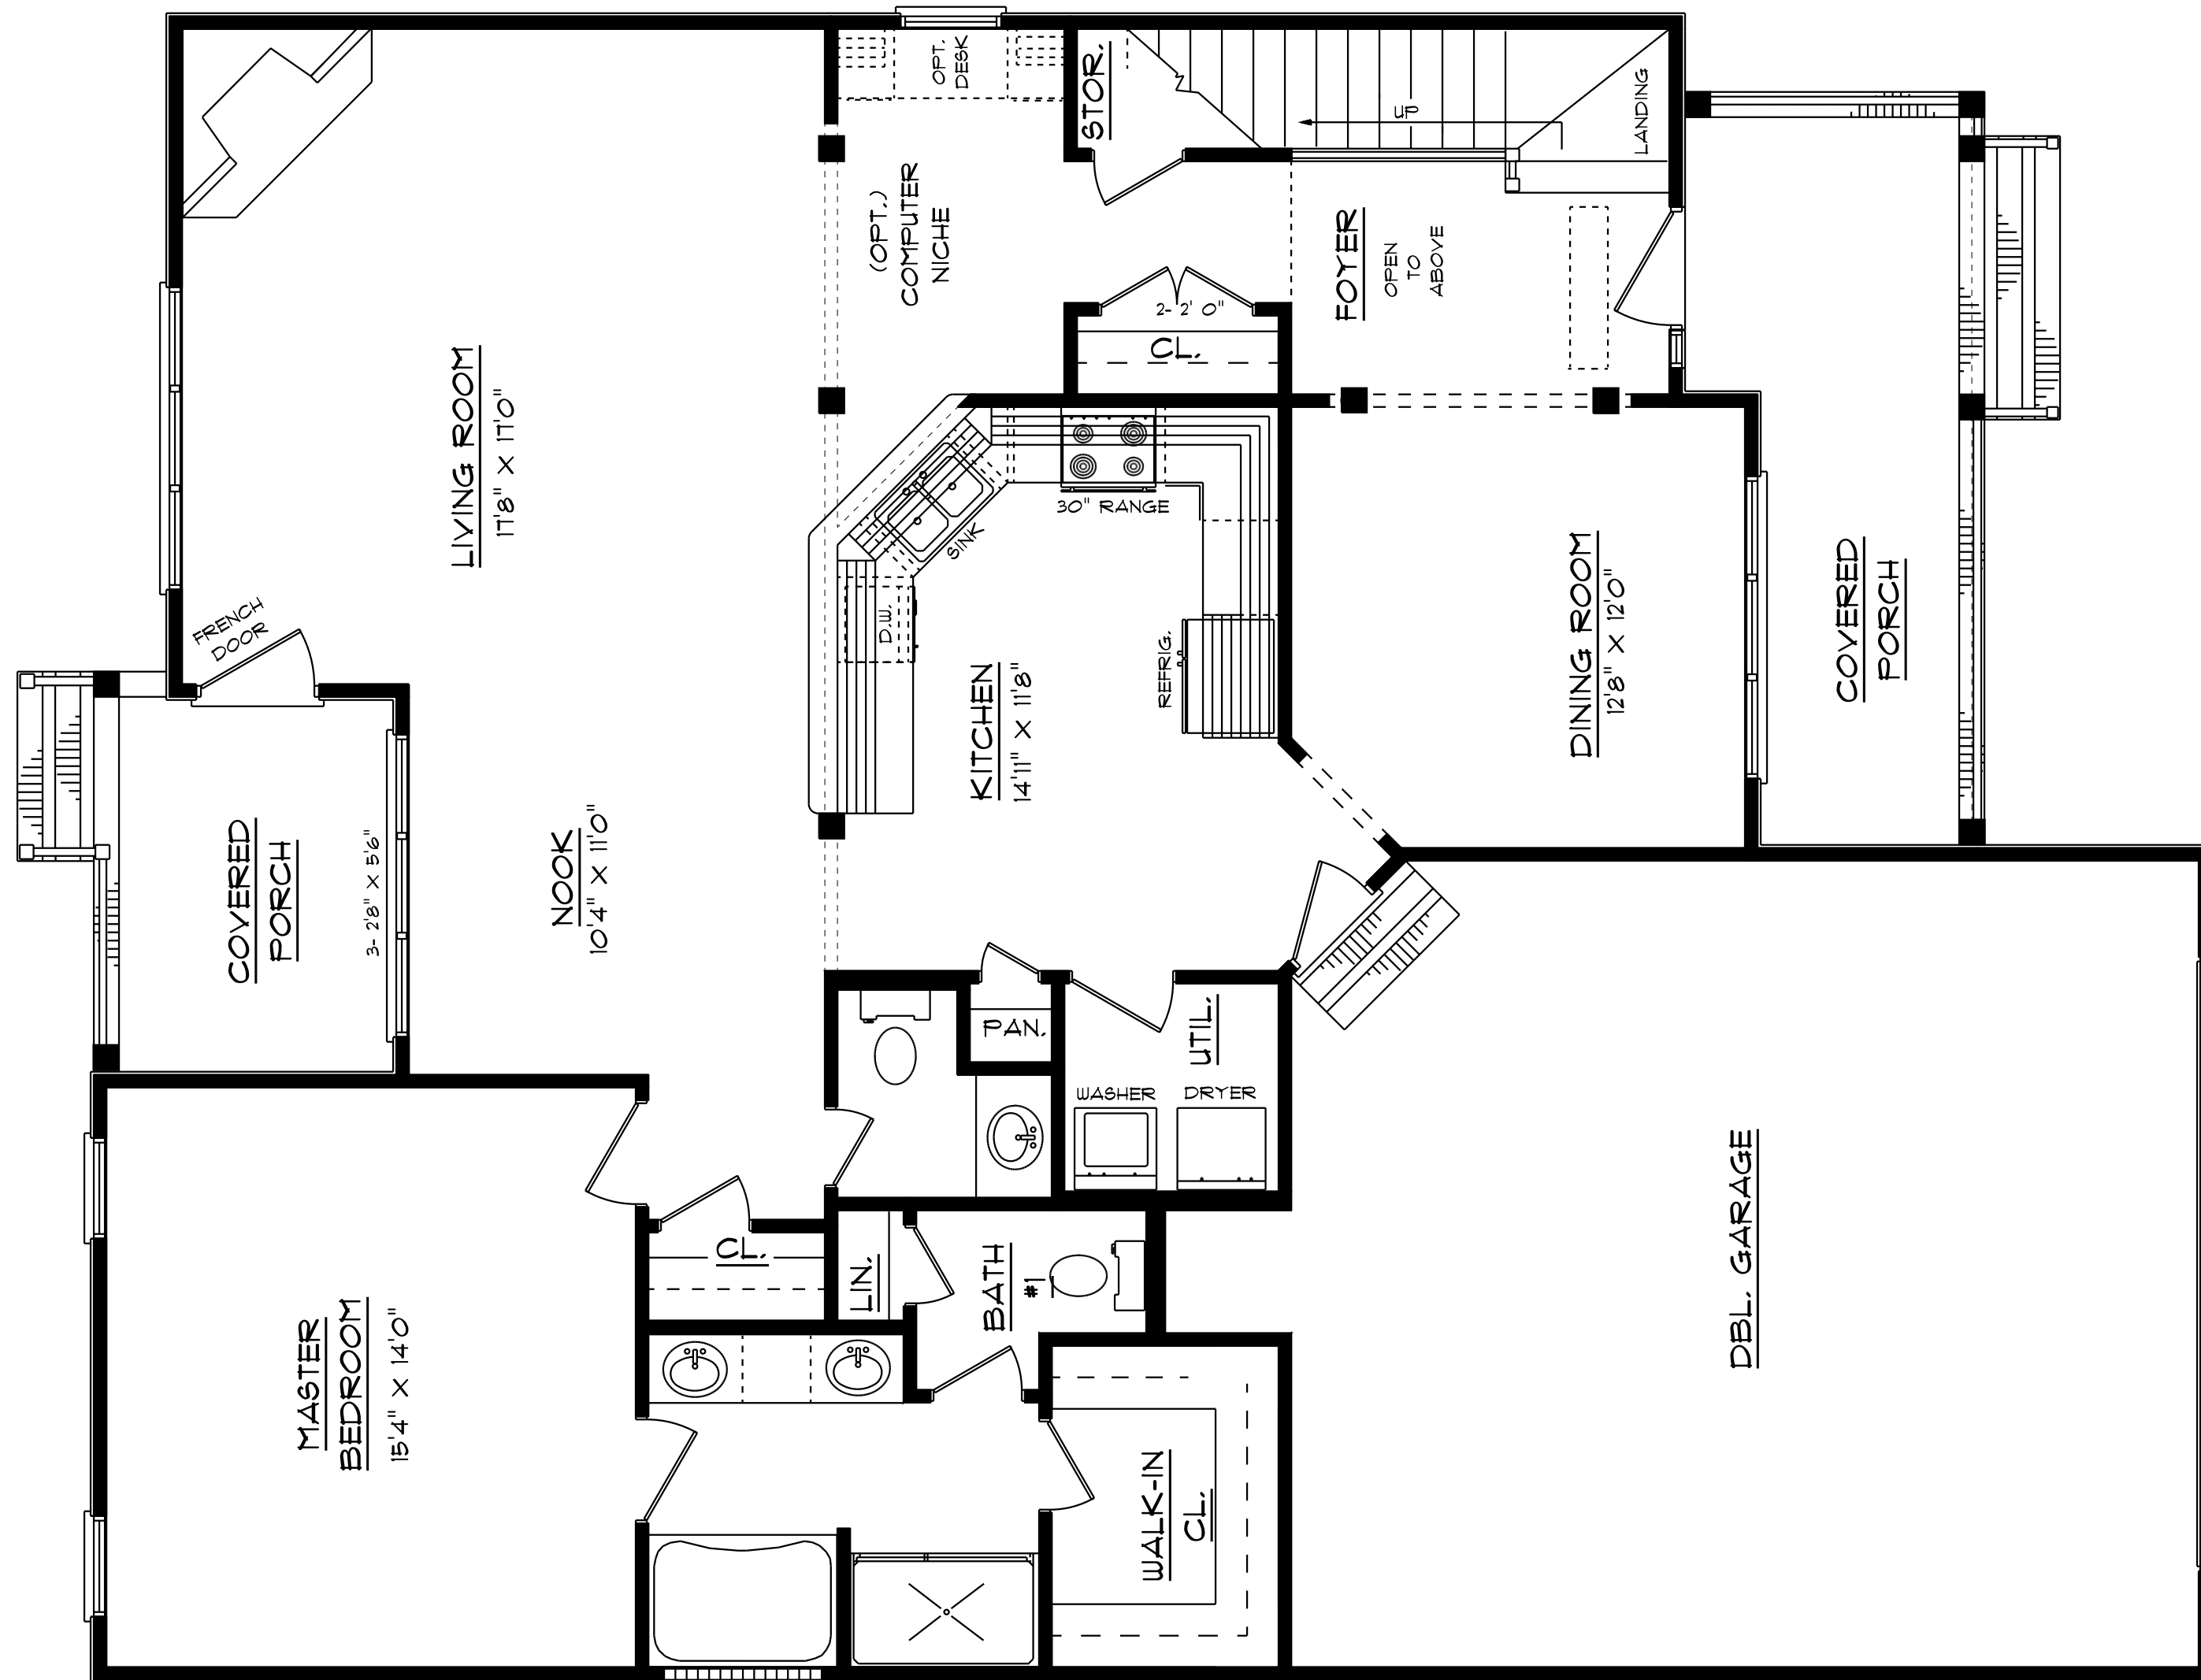 OPT.
DESK
STOR.
UP
LANDING
(OPT.)
COMPUTER
NICHE
FOYER
OPEN
TO
ABOVE
2- 2' 0"
CL.
LIVING ROOM
17'8" X 17'0"
30" RANGE
SINK
D.W.
REFRIG.
KITCHEN
14'11" X 11'8"
DINING ROOM
12'8" X 12'0"
COVERED
PORCH
FRENCH
DOOR
COVERED
PORCH
3- 2'8" X 5'6"
NOOK
10'4" X 11'0"
PAN.
UTIL.
WASHER
DRYER
CL.
LIN.
BATH
#1
MASTER
BEDROOM
15'4" X 14'0"
WALK-IN
CL.
DBL. GARAGE